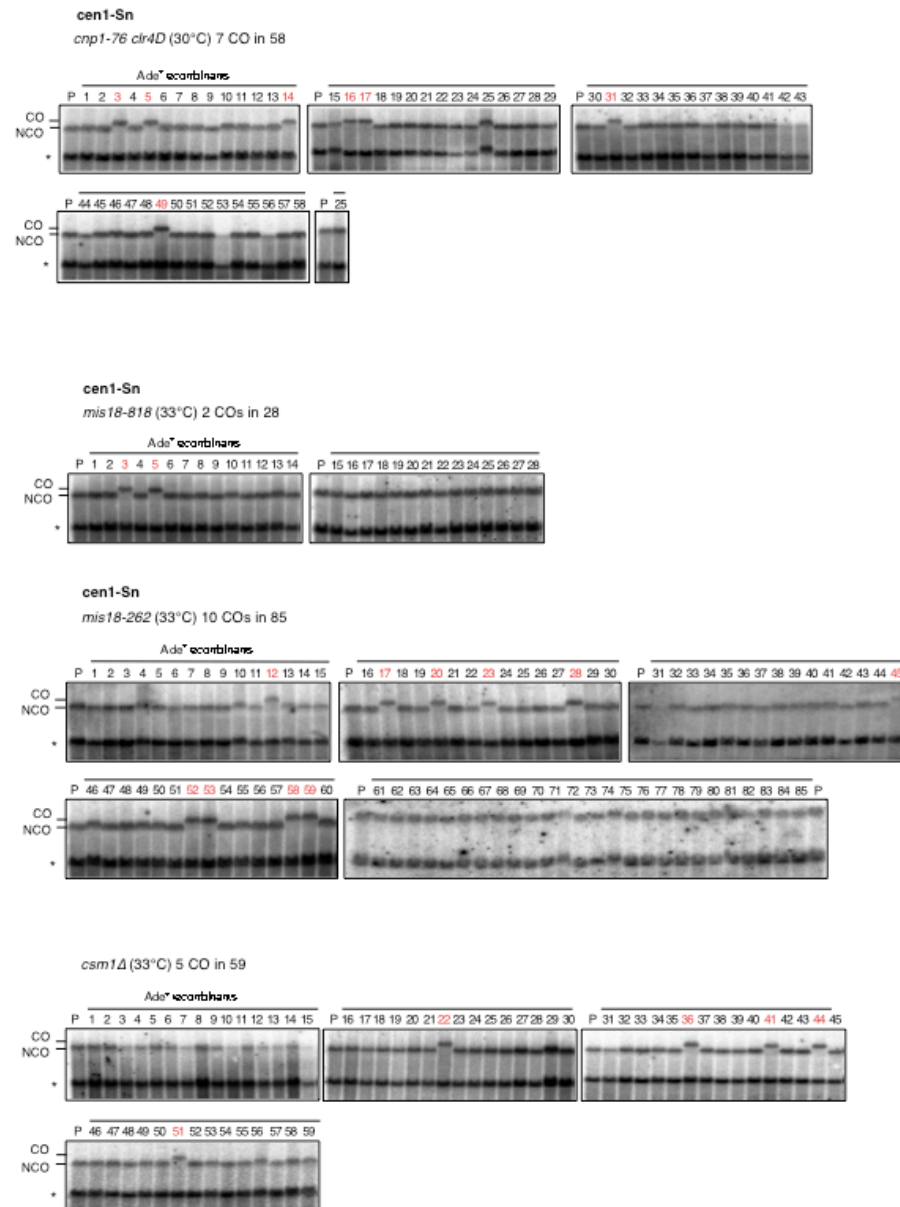 cen1-Sn
cnp1-76 clr4D (30°C) 7 CO in 58
Ade⁺ recombinans
P 1 2 3 4 5 6 7 8 9 10 11 12 13 14
P 15 16 17 18 19 20 21 22 23 24 25 26 27 28 29
P 30 31 32 33 34 35 36 37 38 39 40 41 42 43
CO
NCO
*
P 44 45 46 47 48 49 50 51 52 53 54 55 56 57 58
P 25
CO
NCO
*
cen1-Sn
mis18-818 (33°C) 2 COs in 28
Ade⁺ recombinans
P 1 2 3 4 5 6 7 8 9 10 11 12 13 14
P 15 16 17 18 19 20 21 22 23 24 25 26 27 28
CO
NCO
*
cen1-Sn
mis18-262 (33°C) 10 COs in 85
Ade⁺ recombinans
P 1 2 3 4 5 6 7 8 9 10 11 12 13 14 15
P 16 17 18 19 20 21 22 23 24 25 26 27 28 29 30
P 31 32 33 34 35 36 37 38 39 40 41 42 43 44 45
CO
NCO
*
P 46 47 48 49 50 51 52 53 54 55 56 57 58 59 60
P 61 62 63 64 65 66 67 68 69 70 71 72 73 74 75 76 77 78 79 80 81 82 83 84 85 P
CO
NCO
*
csm1Δ (33°C) 5 CO in 59
Ade⁺ recombinans
P 1 2 3 4 5 6 7 8 9 10 11 12 13 14 15
P 16 17 18 19 20 21 22 23 24 25 26 27 28 29 30
P 31 32 33 34 35 36 37 38 39 40 41 42 43 44 45
CO
NCO
*
P 46 47 48 49 50 51 52 53 54 55 56 57 58 59
CO
NCO
*